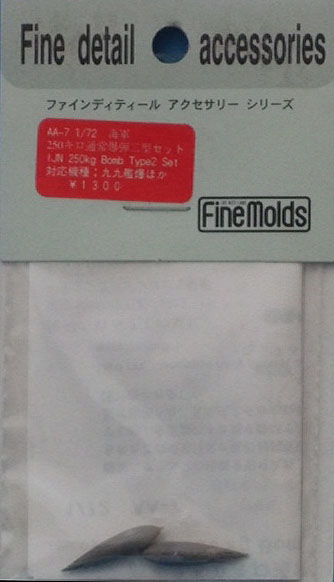 Fine detail accessories
ファインディティール アクセサリー シリーズ
AA-7 1/72 海軍
250キロ通常爆弾二型セット
IJN 250kg Bomb Type2 Set
対応機種；九九艦爆ほか
￥1300
FineMolds